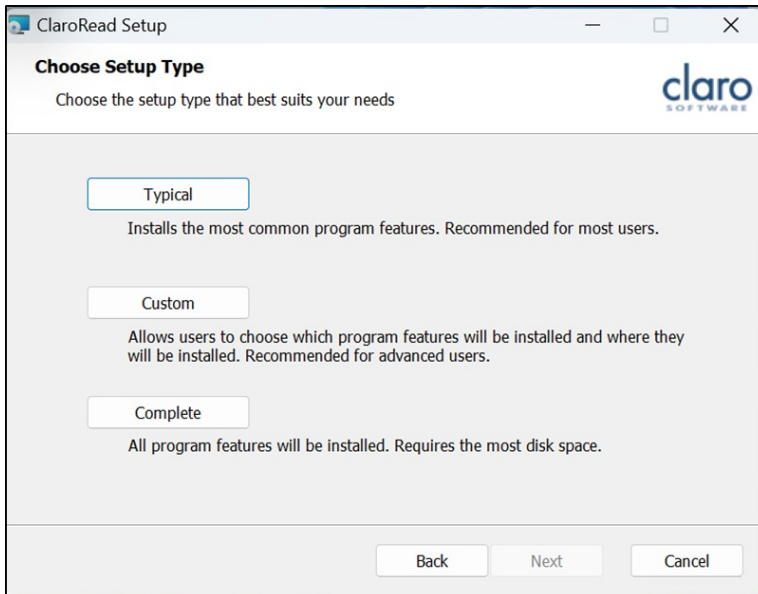 ClaroRead Setup
Choose Setup Type
Choose the setup type that best suits your needs
claro
SOFTWARE
Typical
Installs the most common program features. Recommended for most users.
Custom
Allows users to choose which program features will be installed and where they
will be installed. Recommended for advanced users.
Complete
All program features will be installed. Requires the most disk space.
Back Next Cancel